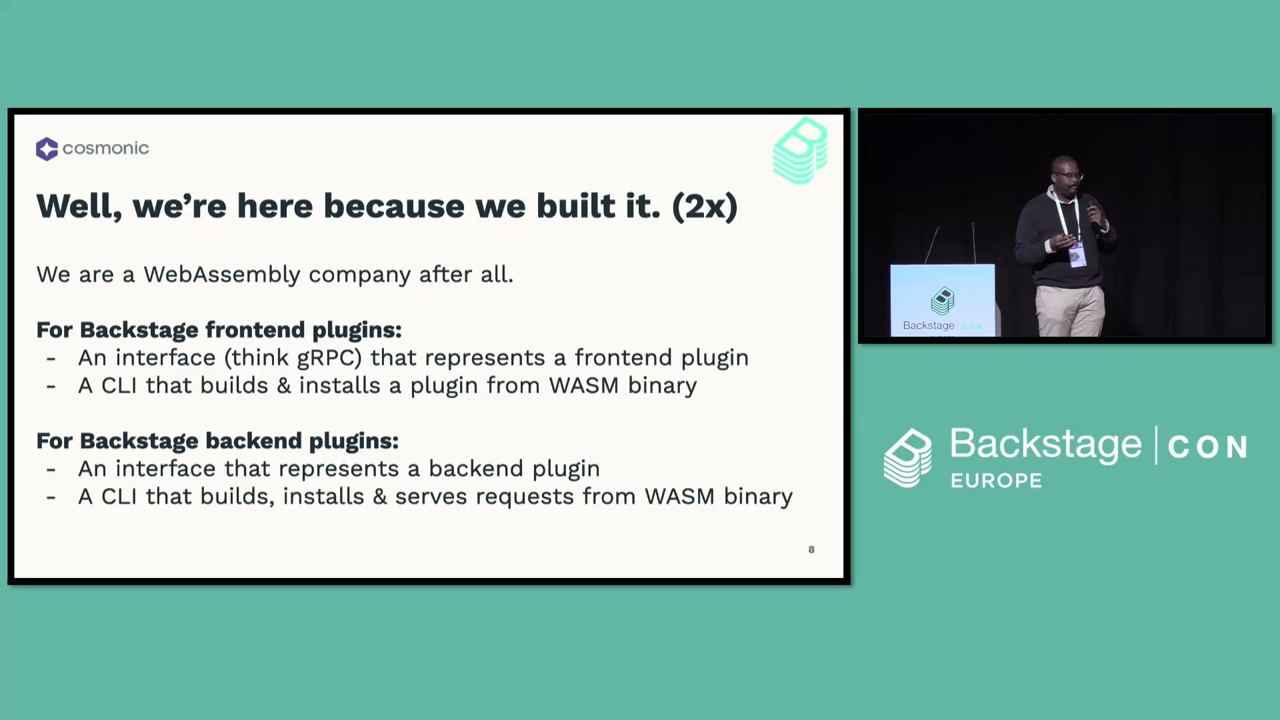 cosmonic
Well, we’re here because we built it. (2x)
We are a WebAssembly company after all.
For Backstage frontend plugins:
- An interface (think gRPC) that represents a frontend plugin
- A CLI that builds & installs a plugin from WASM binary
For Backstage backend plugins:
- An interface that represents a backend plugin
- A CLI that builds, installs & serves requests from WASM binary
8
Backstage CON
Backstage | CON
EUROPE